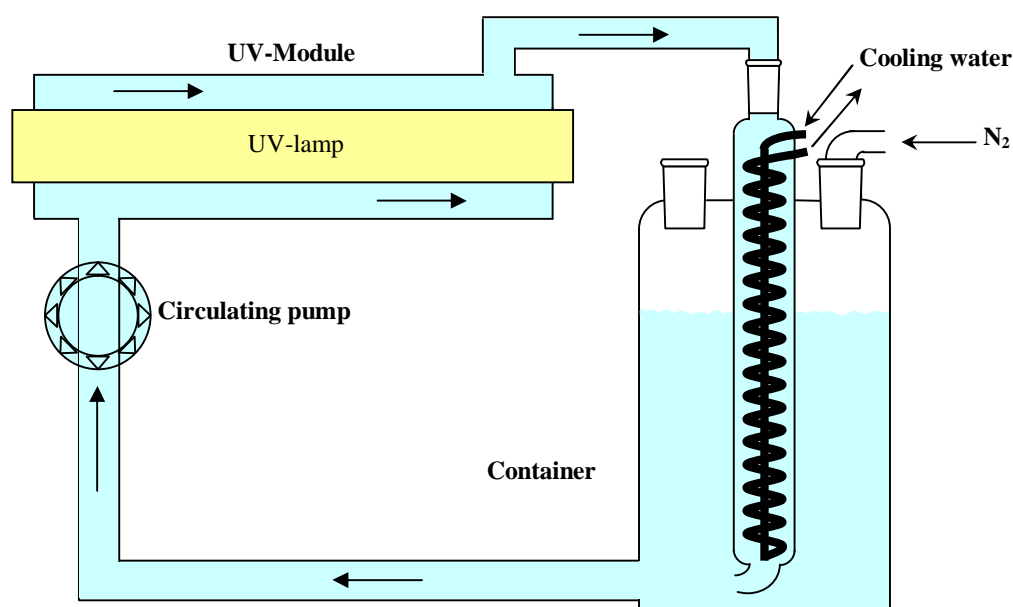 UV-Module
Cooling water
UV-lamp
N₂
Circulating pump
Container